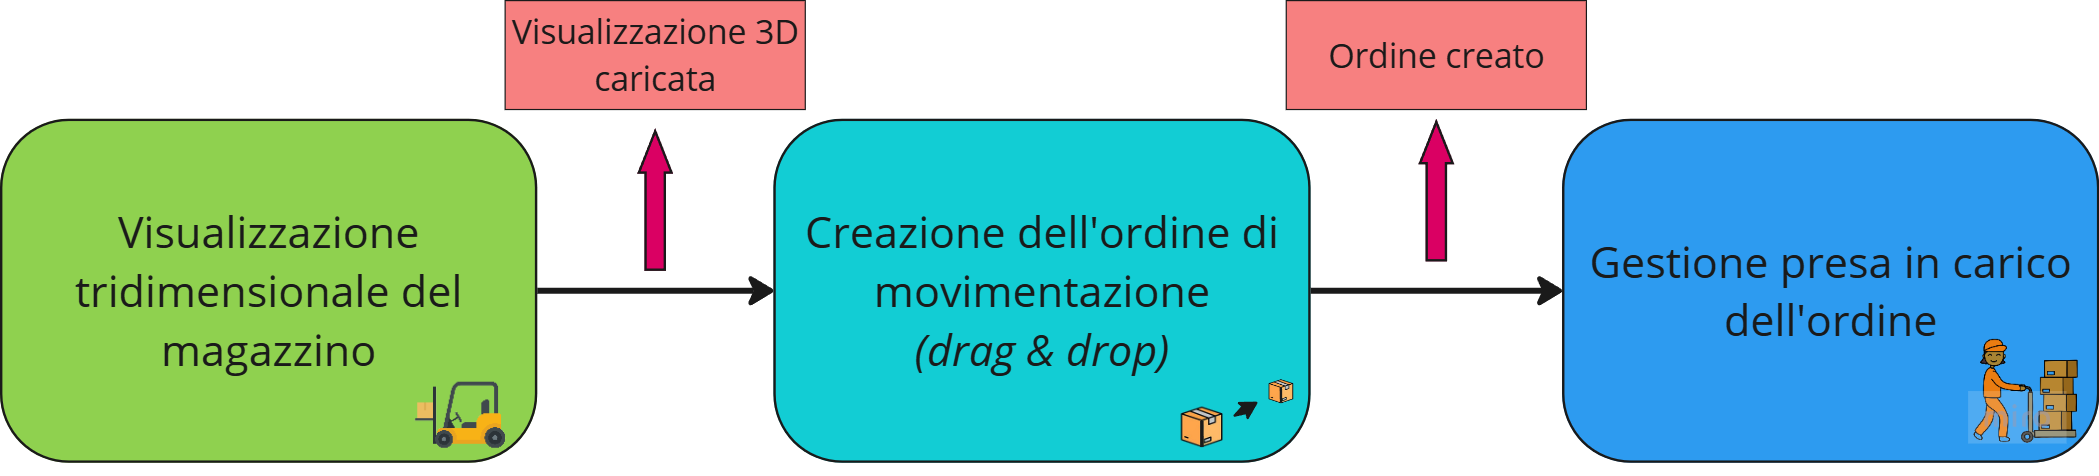 Visualizzazione 3D
caricata
Ordine creato
Visualizzazione
tridimensionale del
magazzino
Creazione dell'ordine di
movimentazione
(drag & drop)
Gestione presa in carico
dell'ordine